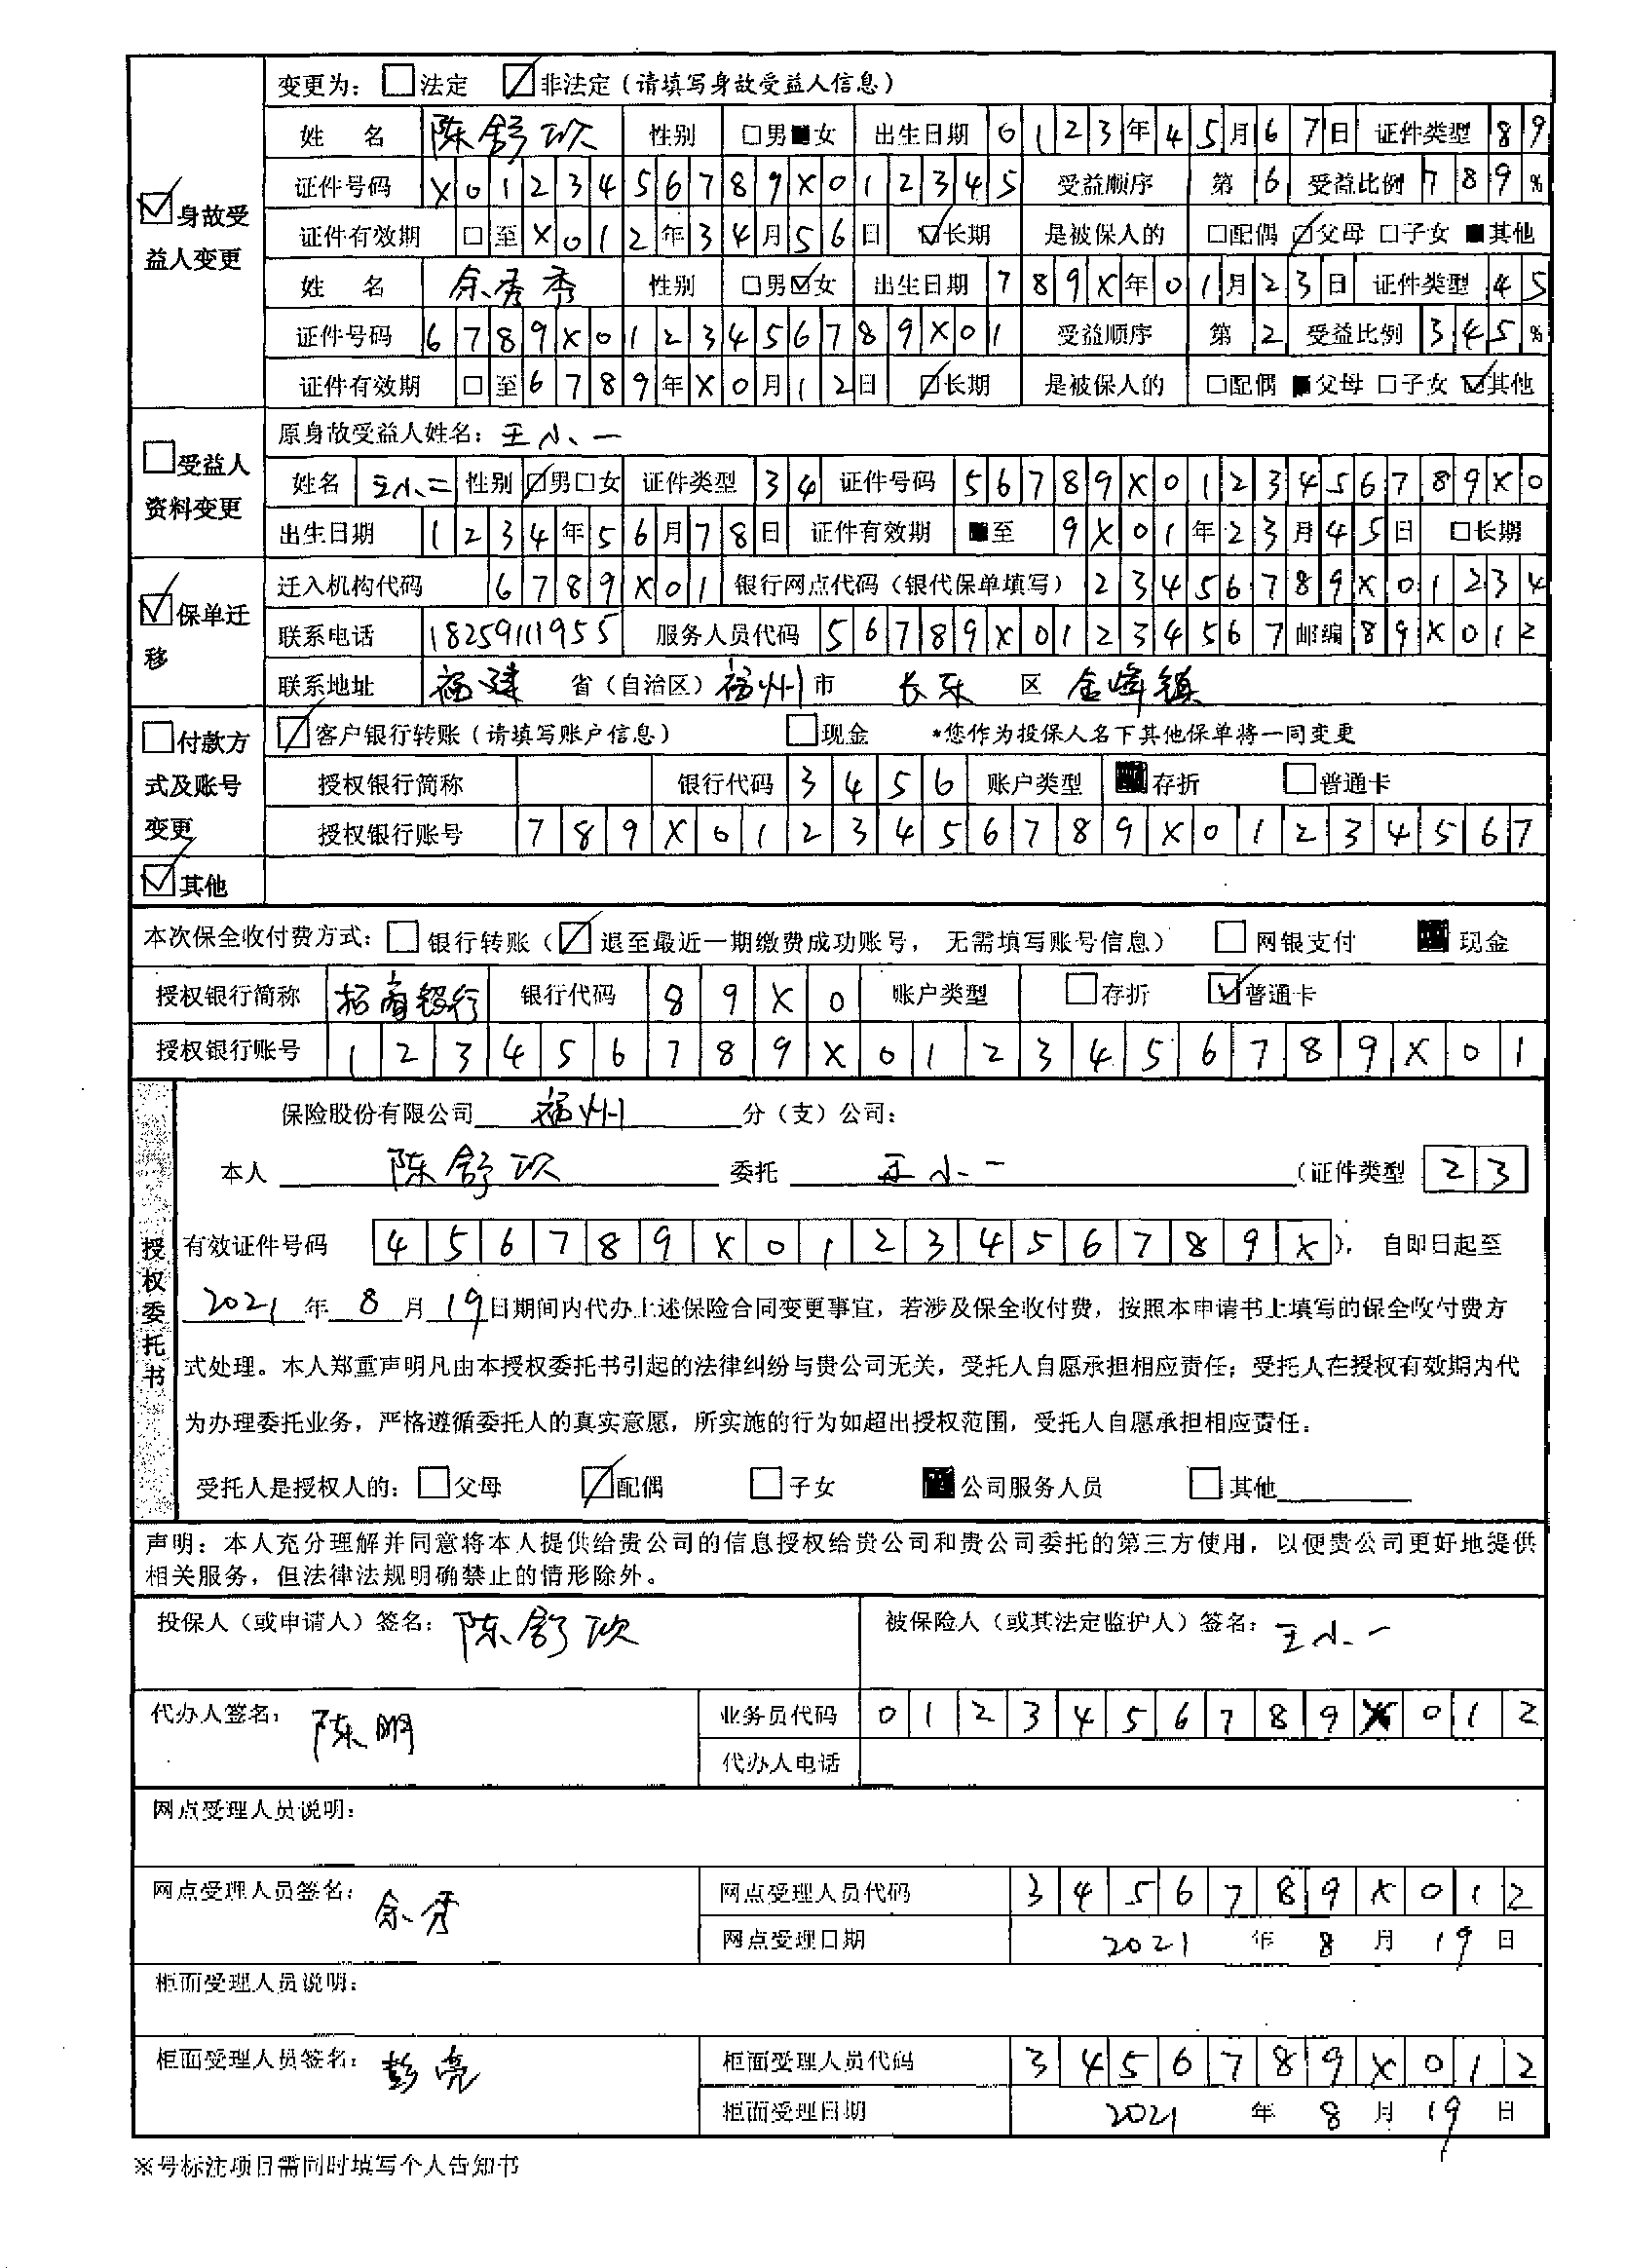 变更为：☐法定 ☑非法定（请填写身故受益人信息）
☑身故受益人变更
姓 名 陈舒欢 性别 □男■女 出生日期 0123年45月67日 证件类型 89
证件号码 X0123456789X012345 受益顺序 第6 受益比例 789%
证件有效期 □至X012年34月56日 ☑长期 是被保人的 □配偶☑父母□子女■其他
姓 名 余秀秀 性别 □男☑女 出生日期 789X年01月23日 证件类型 45
证件号码 6789X0123456789X01 受益顺序 第2 受益比例 345%
证件有效期 □至6789年X0月12日 ☑长期 是被保人的 □配偶■父母□子女☑其他
☐受益人资料变更
原身故受益人姓名：王小一
姓名 王小二 性别 ☑男□女 证件类型 34 证件号码 56789X0123456789X0
出生日期 1234年56月78日 证件有效期 ■至 9X01年23月45日 □长期
☑保单迁移
迁入机构代码 6789X01 银行网点代码（银代保单填写）23456789X01234
联系电话 18259111955 服务人员代码 56789X01234567 邮编 89X012
联系地址 福建 省（自治区）福州 市 长乐 区 金峰镇
☐付款方式及账号变更
☑客户银行转账（请填写账户信息） ☐现金 *您作为投保人名下其他保单将一同变更
授权银行简称 银行代码 3456 账户类型 ■存折 ☐普通卡
授权银行账号 789X0123456789X01234567
☑其他
本次保全收付费方式：☐银行转账（☑退至最近一期缴费成功账号，无需填写账号信息） ☐网银支付 ■现金
授权银行简称 招商银行 银行代码 89X0 账户类型 ☐存折 ☑普通卡
授权银行账号 123456789X0123456789X01
授权委托书
保险股份有限公司 福州 分（支）公司：
本人 陈舒欢 委托 王小一 （证件类型 23
有效证件号码 456789X0123456789X ），自即日起至
2021年8月19日期间内代办上述保险合同变更事宜，若涉及保全收付费，按照本申请书上填写的保全收付费方
式处理。本人郑重声明凡由本授权委托书引起的法律纠纷与贵公司无关，受托人自愿承担相应责任；受托人在授权有效期内代
为办理委托业务，严格遵循委托人的真实意愿，所实施的行为如超出授权范围，受托人自愿承担相应责任。
受托人是授权人的：☐父母 ☑配偶 ☐子女 ■公司服务人员 ☐其他
声明：本人充分理解并同意将本人提供给贵公司的信息授权给贵公司和贵公司委托的第三方使用，以便贵公司更好地提供
相关服务，但法律法规明确禁止的情形除外。
投保人（或申请人）签名：陈舒欢 被保险人（或其法定监护人）签名：王小一
代办人签名：陈明 业务员代码 0123456789X012
代办人电话
网点受理人员说明：
网点受理人员签名：余秀 网点受理人员代码 3456789X012
网点受理日期 2021 年 8 月 19 日
柜面受理人员说明：
柜面受理人员签名：彭亮 柜面受理人员代码 3456789X012
柜面受理日期 2021 年 8 月 19 日
※号标注项目需同时填写个人告知书